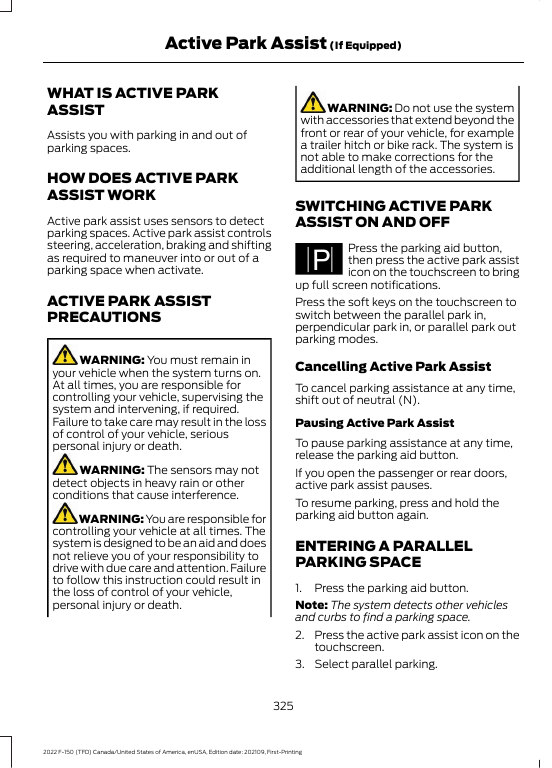 Active Park Assist (If Equipped)
WHAT IS ACTIVE PARK
ASSIST
Assists you with parking in and out of
parking spaces.
HOW DOES ACTIVE PARK
ASSIST WORK
Active park assist uses sensors to detect
parking spaces. Active park assist controls
steering, acceleration, braking and shifting
as required to maneuver into or out of a
parking space when activate.
ACTIVE PARK ASSIST
PRECAUTIONS
WARNING: You must remain in
your vehicle when the system turns on.
At all times, you are responsible for
controlling your vehicle, supervising the
system and intervening, if required.
Failure to take care may result in the loss
of control of your vehicle, serious
personal injury or death.
WARNING: The sensors may not
detect objects in heavy rain or other
conditions that cause interference.
WARNING: You are responsible for
controlling your vehicle at all times. The
system is designed to be an aid and does
not relieve you of your responsibility to
drive with due care and attention. Failure
to follow this instruction could result in
the loss of control of your vehicle,
personal injury or death.
WARNING: Do not use the system
with accessories that extend beyond the
front or rear of your vehicle, for example
a trailer hitch or bike rack. The system is
not able to make corrections for the
additional length of the accessories.
SWITCHING ACTIVE PARK
ASSIST ON AND OFF
P
Press the parking aid button,
then press the active park assist
icon on the touchscreen to bring
up full screen notifications.
Press the soft keys on the touchscreen to
switch between the parallel park in,
perpendicular park in, or parallel park out
parking modes.
Cancelling Active Park Assist
To cancel parking assistance at any time,
shift out of neutral (N).
Pausing Active Park Assist
To pause parking assistance at any time,
release the parking aid button.
If you open the passenger or rear doors,
active park assist pauses.
To resume parking, press and hold the
parking aid button again.
ENTERING A PARALLEL
PARKING SPACE
1. Press the parking aid button.
Note: The system detects other vehicles
and curbs to find a parking space.
2. Press the active park assist icon on the
touchscreen.
3. Select parallel parking.
325
2022 F-150 (TFD) Canada/United States of America, enUSA, Edition date: 202109, First-Printing